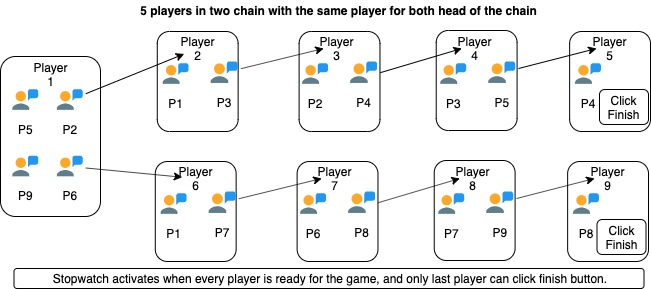 5 players in two chain with the same player for both head of the chain
Player
1
P5 P2
P9 P6
Player
2
P1 P3
Player
3
P2 P4
Player
4
P3 P5
Player
5
P4
Click
Finish
Player
6
P1 P7
Player
7
P6 P8
Player
8
P7 P9
Player
9
P8
Click
Finish
Stopwatch activates when every player is ready for the game, and only last player can click finish button.